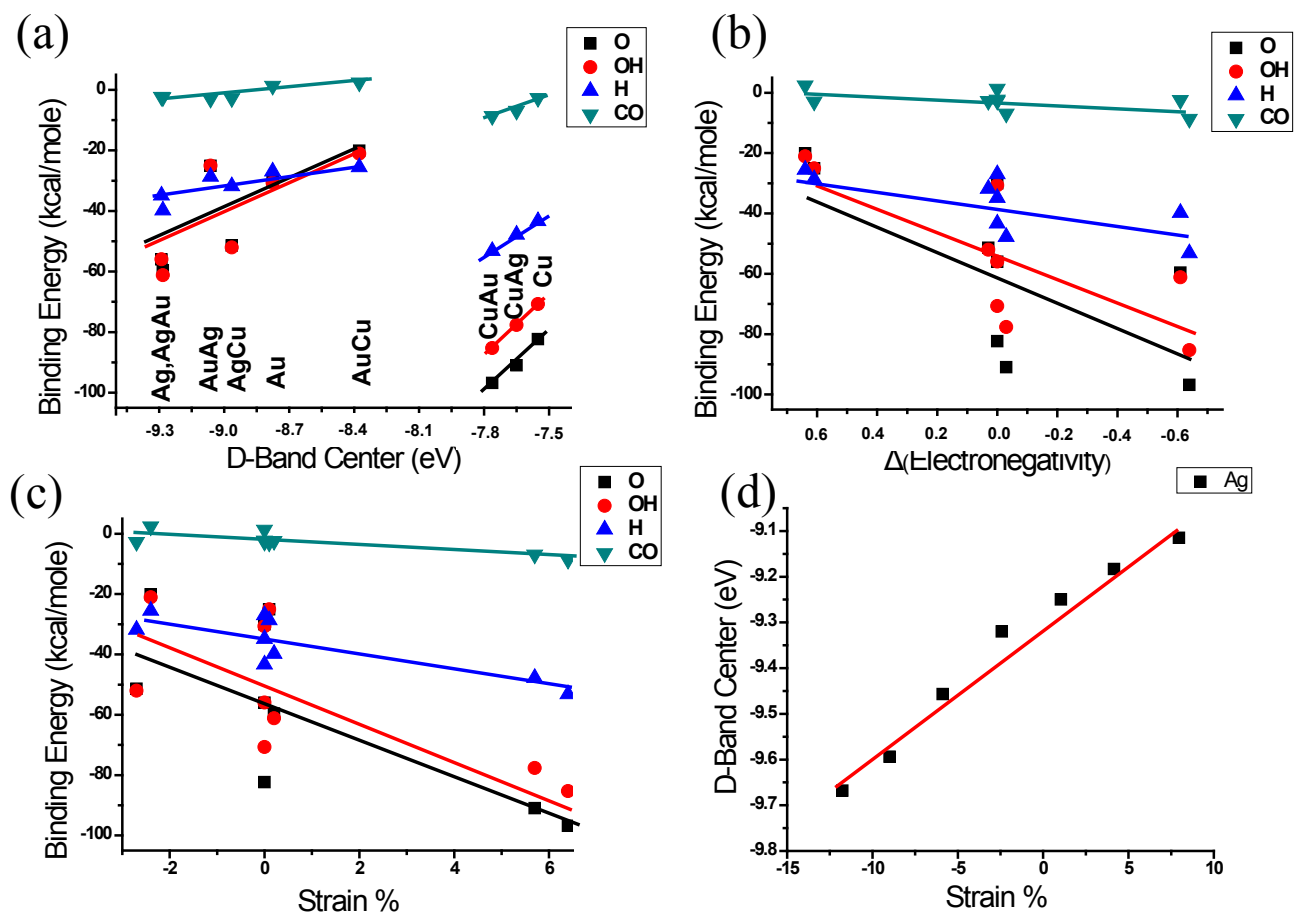 (a)
O
OH
H
CO
Binding Energy (kcal/mole)
0
-20
-40
-60
-80
-100
Ag,AgAu
AuAg
AgCu
Au
AuCu
CuAu
CuAg
Cu
-9.3 -9.0 -8.7 -8.4 -8.1 -7.8 -7.5
D-Band Center (eV)
(b)
O
OH
H
CO
Binding Energy (kcal/mole)
0
-20
-40
-60
-80
-100
0.6 0.4 0.2 0.0 -0.2 -0.4 -0.6
Δ(Electronegativity)
(c)
O
OH
H
CO
Binding Energy (kcal/mole)
0
-20
-40
-60
-80
-100
-2 0 2 4 6
Strain %
(d)
Ag
D-Band Center (eV)
-9.1
-9.2
-9.3
-9.4
-9.5
-9.6
-9.7
-9.8
-15 -10 -5 0 5 10
Strain %